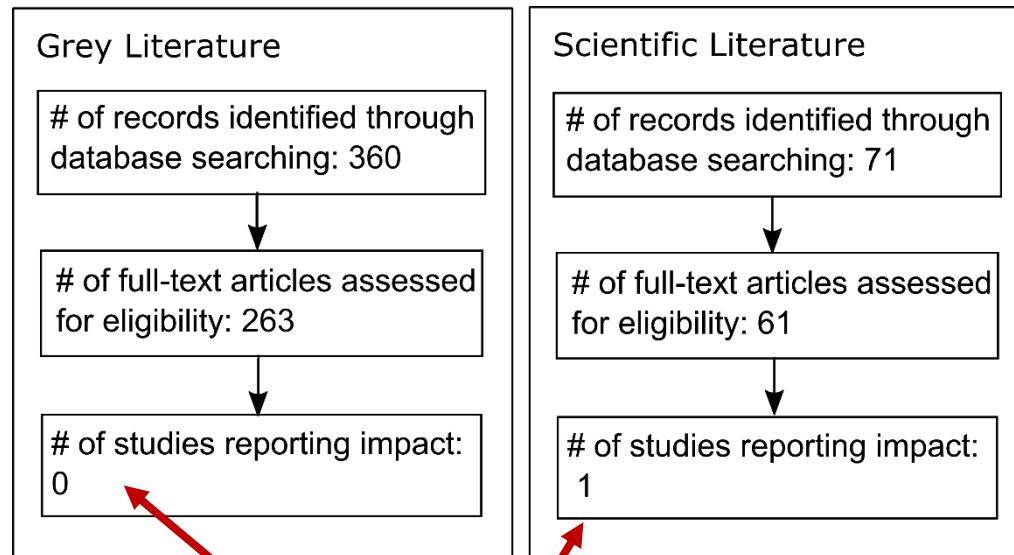 Grey Literature
# of records identified through
database searching: 360
# of full-text articles assessed
for eligibility: 263
# of studies reporting impact:
0
Scientific Literature
# of records identified through
database searching: 71
# of full-text articles assessed
for eligibility: 61
# of studies reporting impact:
1